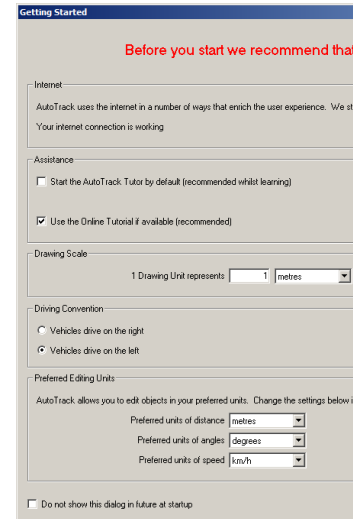 Getting Started
Before you start we recommend that
Internet
AutoTrack uses the internet in a number of ways that enrich the user experience. We st
Your internet connection is working
Assistance
Start the AutoTrack Tutor by default (recommended whilst learning)
Use the Online Tutorial if available (recommended)
Drawing Scale
1 Drawing Unit represents 1 metres
Driving Convention
Vehicles drive on the right
Vehicles drive on the left
Preferred Editing Units
AutoTrack allows you to edit objects in your preferred units. Change the settings below i
Preferred units of distance metres
Preferred units of angles degrees
Preferred units of speed km/h
Do not show this dialog in future at startup